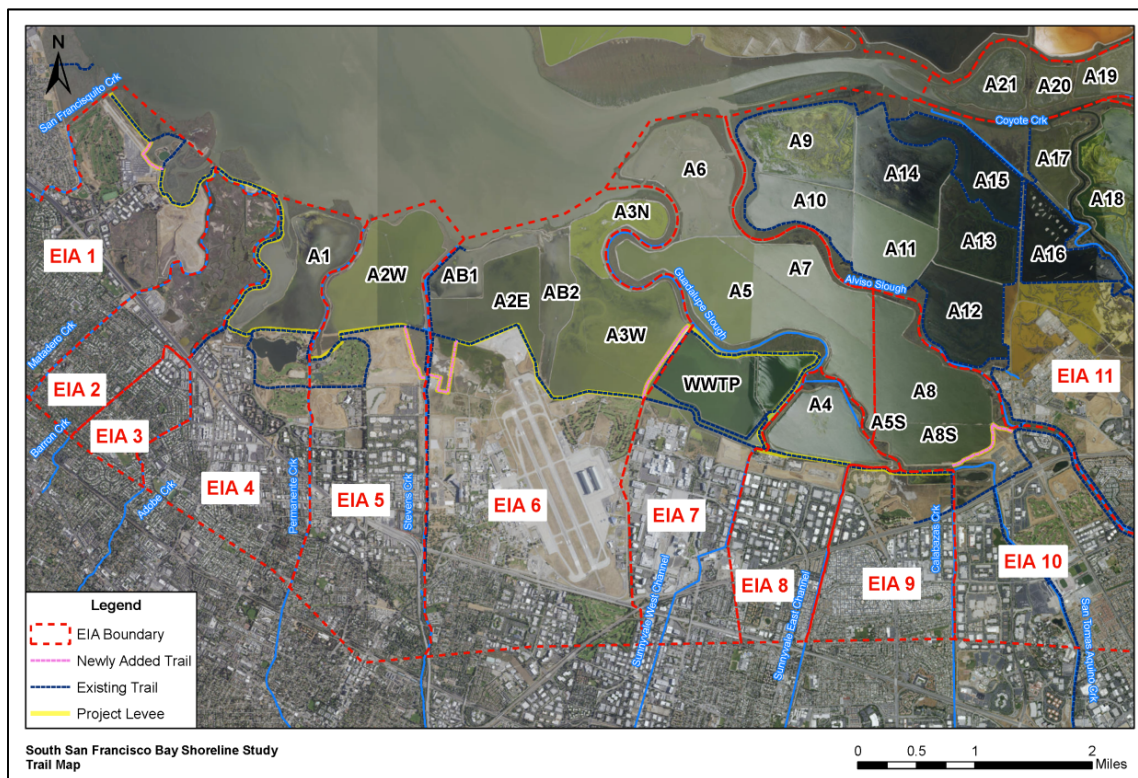 N
San Francisquito Crk
A21
A20
A19
Coyote Crk
A9
A6
A14
A17
A15
A18
A3N
A10
EIA 1
A1
A11
A13
A16
A2W
AB1
AB2
A7
A5
Guadalupe Slough
Alviso Slough
A2E
A12
Matadero Crk
A3W
EIA 2
WWTP
A8
EIA 11
A4
A5S
A8S
EIA 3
Barron Crk
Adobe Crk
EIA 4
Permanente Crk
EIA 5
Stevens Crk
EIA 6
EIA 7
Sunnyvale West Channel
EIA 8
Sunnyvale East Channel
EIA 9
Calabazas Crk
EIA 10
San Tomas Aquino Crk
Legend
EIA Boundary
Newly Added Trail
Existing Trail
Project Levee
South San Francisco Bay Shoreline Study
Trail Map
0 0.5 1 2
Miles